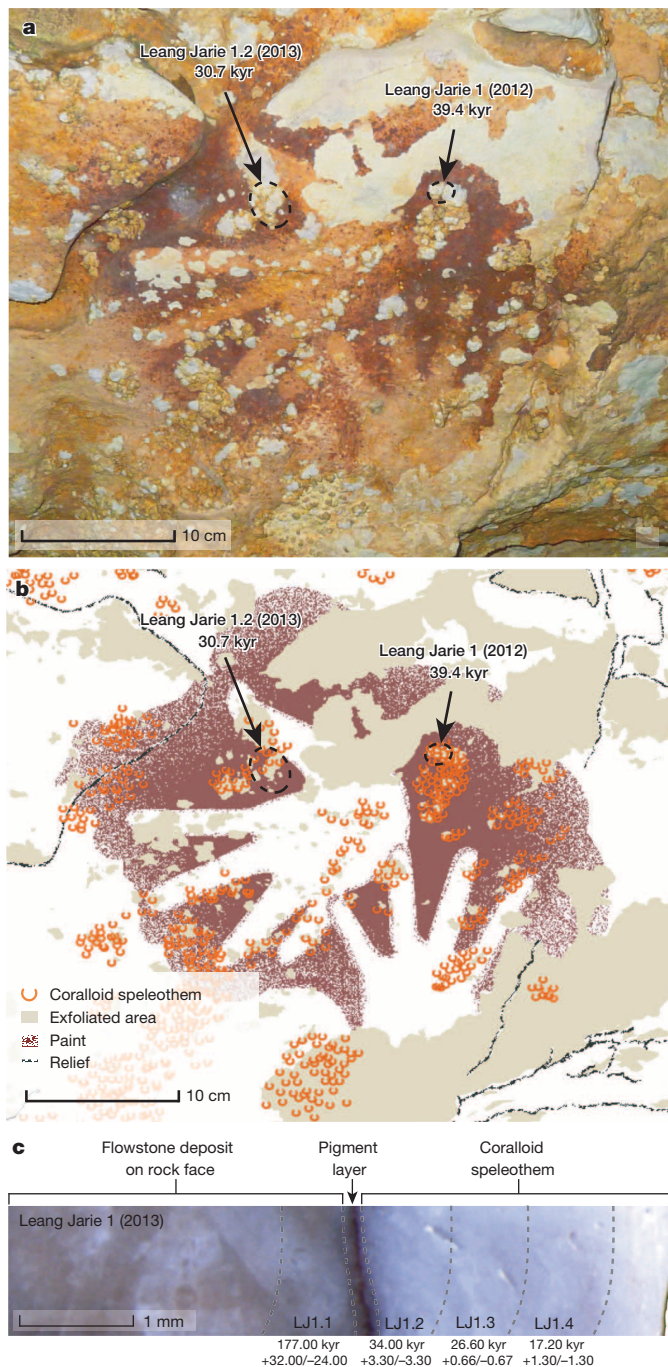 a
Leang Jarie 1.2 (2013)
30.7 kyr
Leang Jarie 1 (2012)
39.4 kyr
10 cm
b
Leang Jarie 1.2 (2013)
30.7 kyr
Leang Jarie 1 (2012)
39.4 kyr
Coralloid speleothem
Exfoliated area
Paint
Relief
10 cm
c
Flowstone deposit
on rock face
Pigment
layer
Coralloid
speleothem
Leang Jarie 1 (2013)
1 mm
LJ1.1 LJ1.2 LJ1.3 LJ1.4
177.00 kyr 34.00 kyr 26.60 kyr 17.20 kyr
+32.00/−24.00 +3.30/−3.30 +0.66/−0.67 +1.30/−1.30